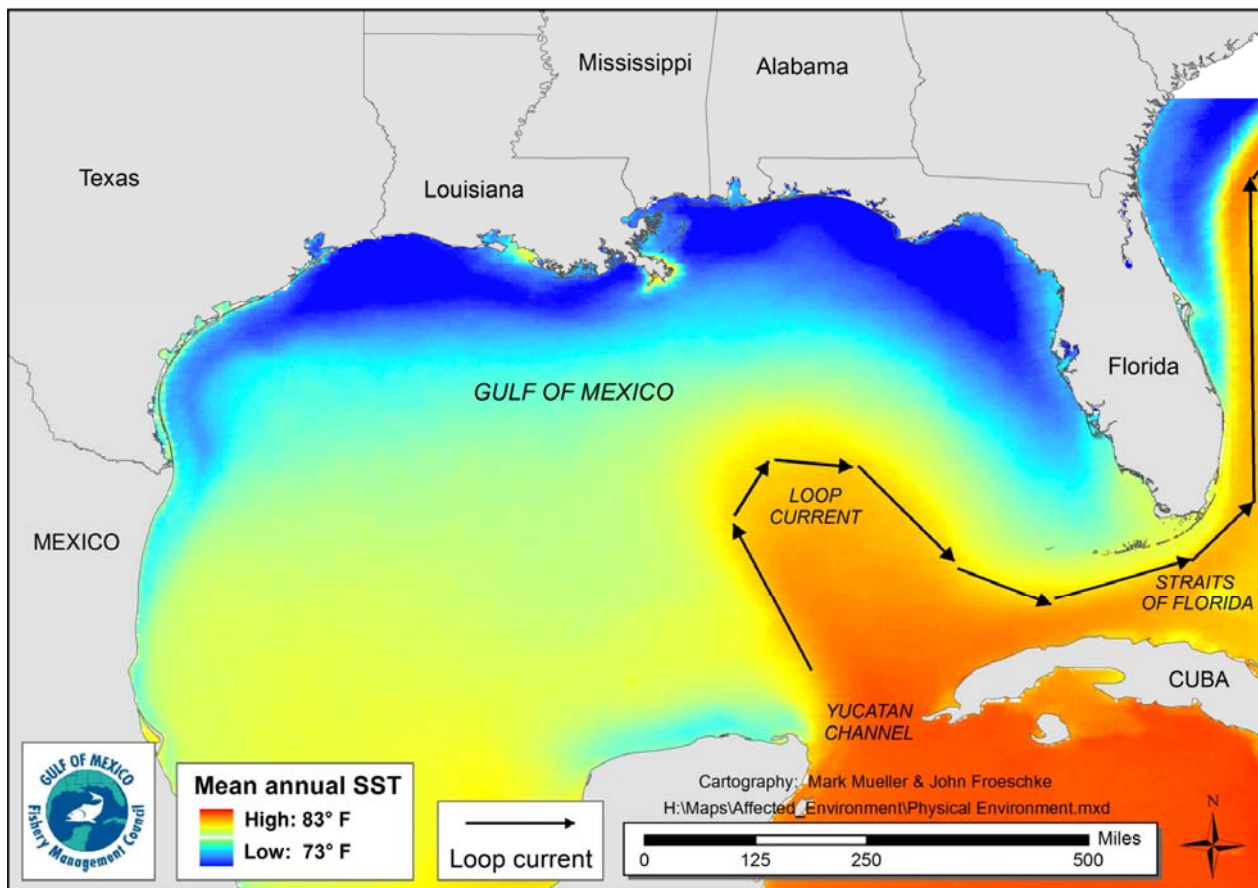 Mississippi
Alabama
Texas
Louisiana
GULF OF MEXICO
Florida
LOOP
CURRENT
MEXICO
STRAITS
OF FLORIDA
CUBA
YUCATAN
CHANNEL
GULF OF MEXICO
Fishery Management Council
Mean annual SST
High: 83° F
Low: 73° F
Loop current
Cartography: Mark Mueller & John Froeschke
H:\Maps\Affected_Environment\Physical Environment.mxd
N
Miles
0 125 250 500